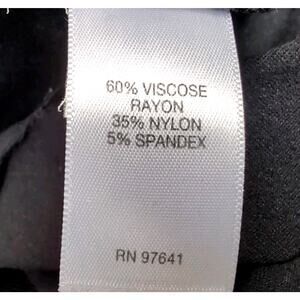 60% VISCOSE
RAYON
35% NYLON
5% SPANDEX
RN 97641